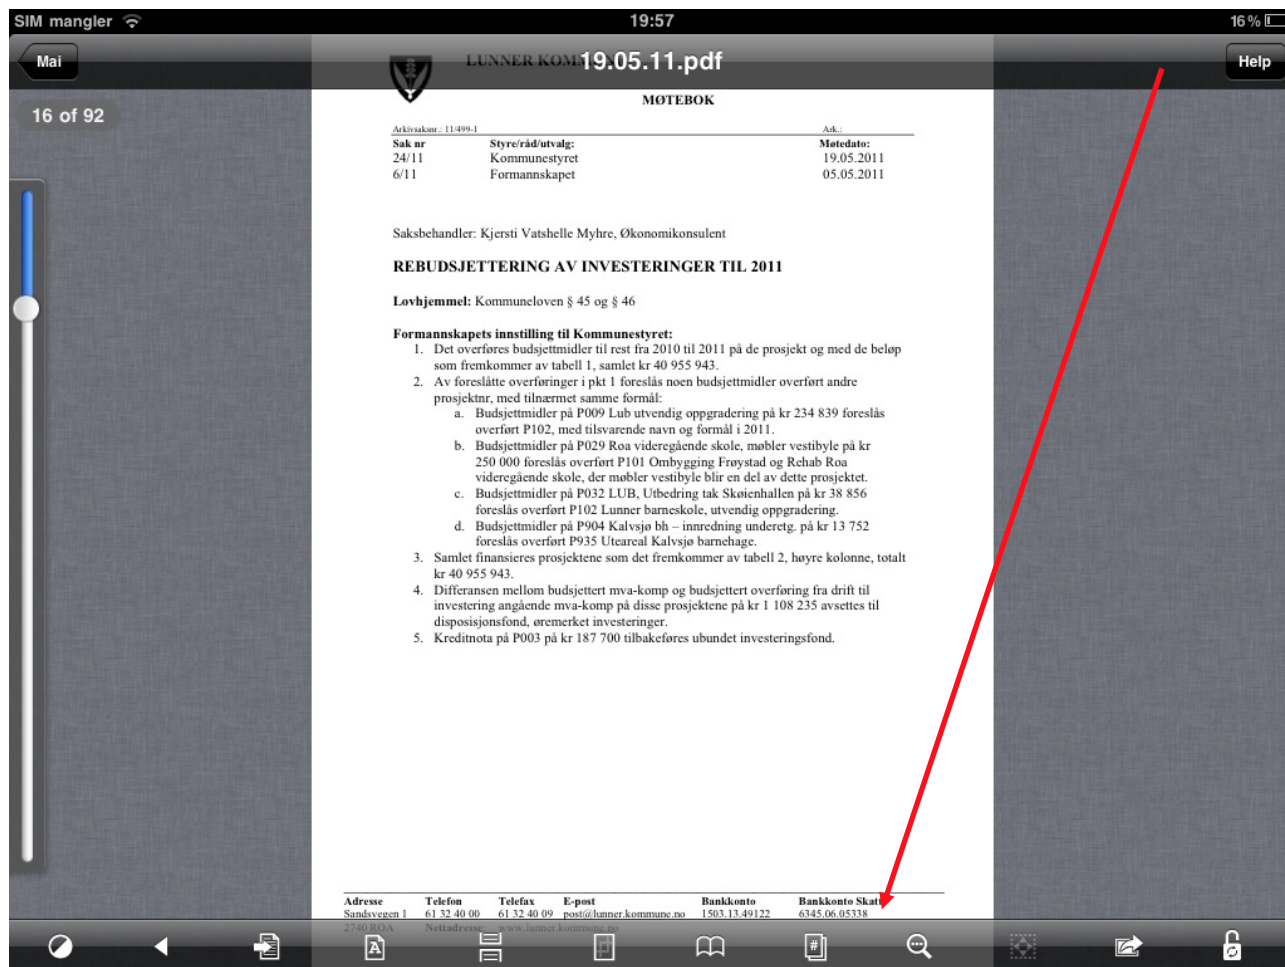 SIM mangler 19:57 16 %
Mai LUNNER KOM 19.05.11.pdf Help
MØTEBOK
16 of 92
Arkivsaksnr.: 11/499-1 Ark.:
Sak nr Styre/råd/utvalg: Møtedato:
24/11 Kommunestyret 19.05.2011
6/11 Formannskapet 05.05.2011
Saksbehandler: Kjersti Vatshelle Myhre, Økonomikonsulent
REBUDSJETTERING AV INVESTERINGER TIL 2011
Lovhjemmel: Kommuneloven § 45 og § 46
Formannskapets innstilling til Kommunestyret:
1. Det overføres budsjettmidler til rest fra 2010 til 2011 på de prosjekt og med de beløp
som fremkommer av tabell 1, samlet kr 40 955 943.
2. Av foreslåtte overføringer i pkt 1 foreslås noen budsjettmidler overført andre
prosjektnr, med tilnærmet samme formål:
a. Budsjettmidler på P009 Lub utvendig oppgradering på kr 234 839 foreslås
overført P102, med tilsvarende navn og formål i 2011.
b. Budsjettmidler på P029 Roa videregående skole, møbler vestibyle på kr
250 000 foreslås overført P101 Ombygging Frøystad og Rehab Roa
videregående skole, der møbler vestibyle blir en del av dette prosjektet.
c. Budsjettmidler på P032 LUB, Utbedring tak Skøienhallen på kr 38 856
foreslås overført P102 Lunner barneskole, utvendig oppgradering.
d. Budsjettmidler på P904 Kalvsjø bh – innredning underetg. på kr 13 752
foreslås overført P935 Uteareal Kalvsjø barnehage.
3. Samlet finansieres prosjektene som det fremkommer av tabell 2, høyre kolonne, totalt
kr 40 955 943.
4. Differansen mellom budsjettert mva-komp og budsjettert overføring fra drift til
investering angående mva-komp på disse prosjektene på kr 1 108 235 avsettes til
disposisjonsfond, øremerket investeringer.
5. Kreditnota på P003 på kr 187 700 tilbakeføres ubundet investeringsfond.
Adresse Telefon Telefax E-post Bankkonto Bankkonto Skatt
Sandsvegen 1 61 32 40 00 61 32 40 09 post@lunner.kommune.no 1503.13.49122 6345.06.05338
2740 ROA Nettadresse: www.lunner.kommune.no
A #